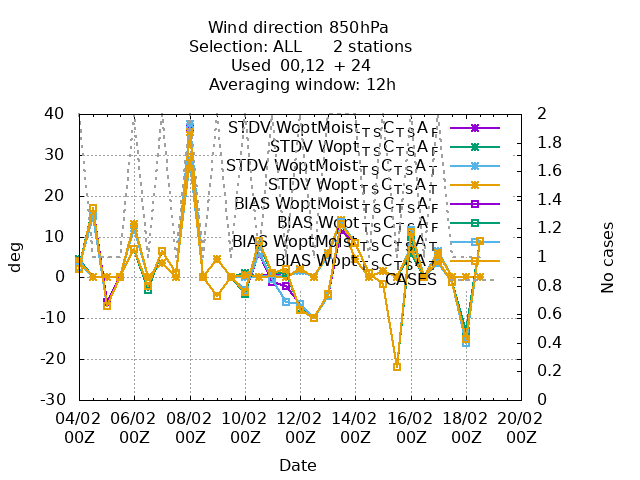 Wind direction 850hPa
Selection: ALL 2 stations
Used 00,12 + 24
Averaging window: 12h
STDV WoptMoist T S C T S A F
STDV Wopt T S C T S A F
STDV WoptMoist T S C T S A T
STDV Wopt T S C T S A T
BIAS WoptMoist T S C T S A F
BIAS Wopt T S C T S A F
BIAS WoptMoist T S C T S A T
BIAS Wopt T S C T S A T
CASES
deg
40
30
20
10
0
-10
-20
-30
No cases
2
1.8
1.6
1.4
1.2
1
0.8
0.6
0.4
0.2
0
04/02 06/02 08/02 10/02 12/02 14/02 16/02 18/02 20/02
00Z 00Z 00Z 00Z 00Z 00Z 00Z 00Z 00Z
Date